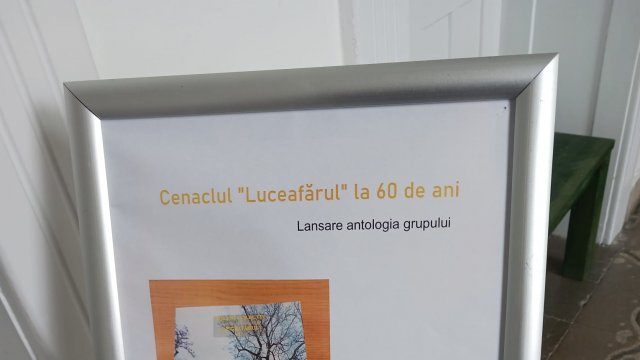 Cenaclul "Luceafărul" la 60 de ani
Lansare antologia grupului